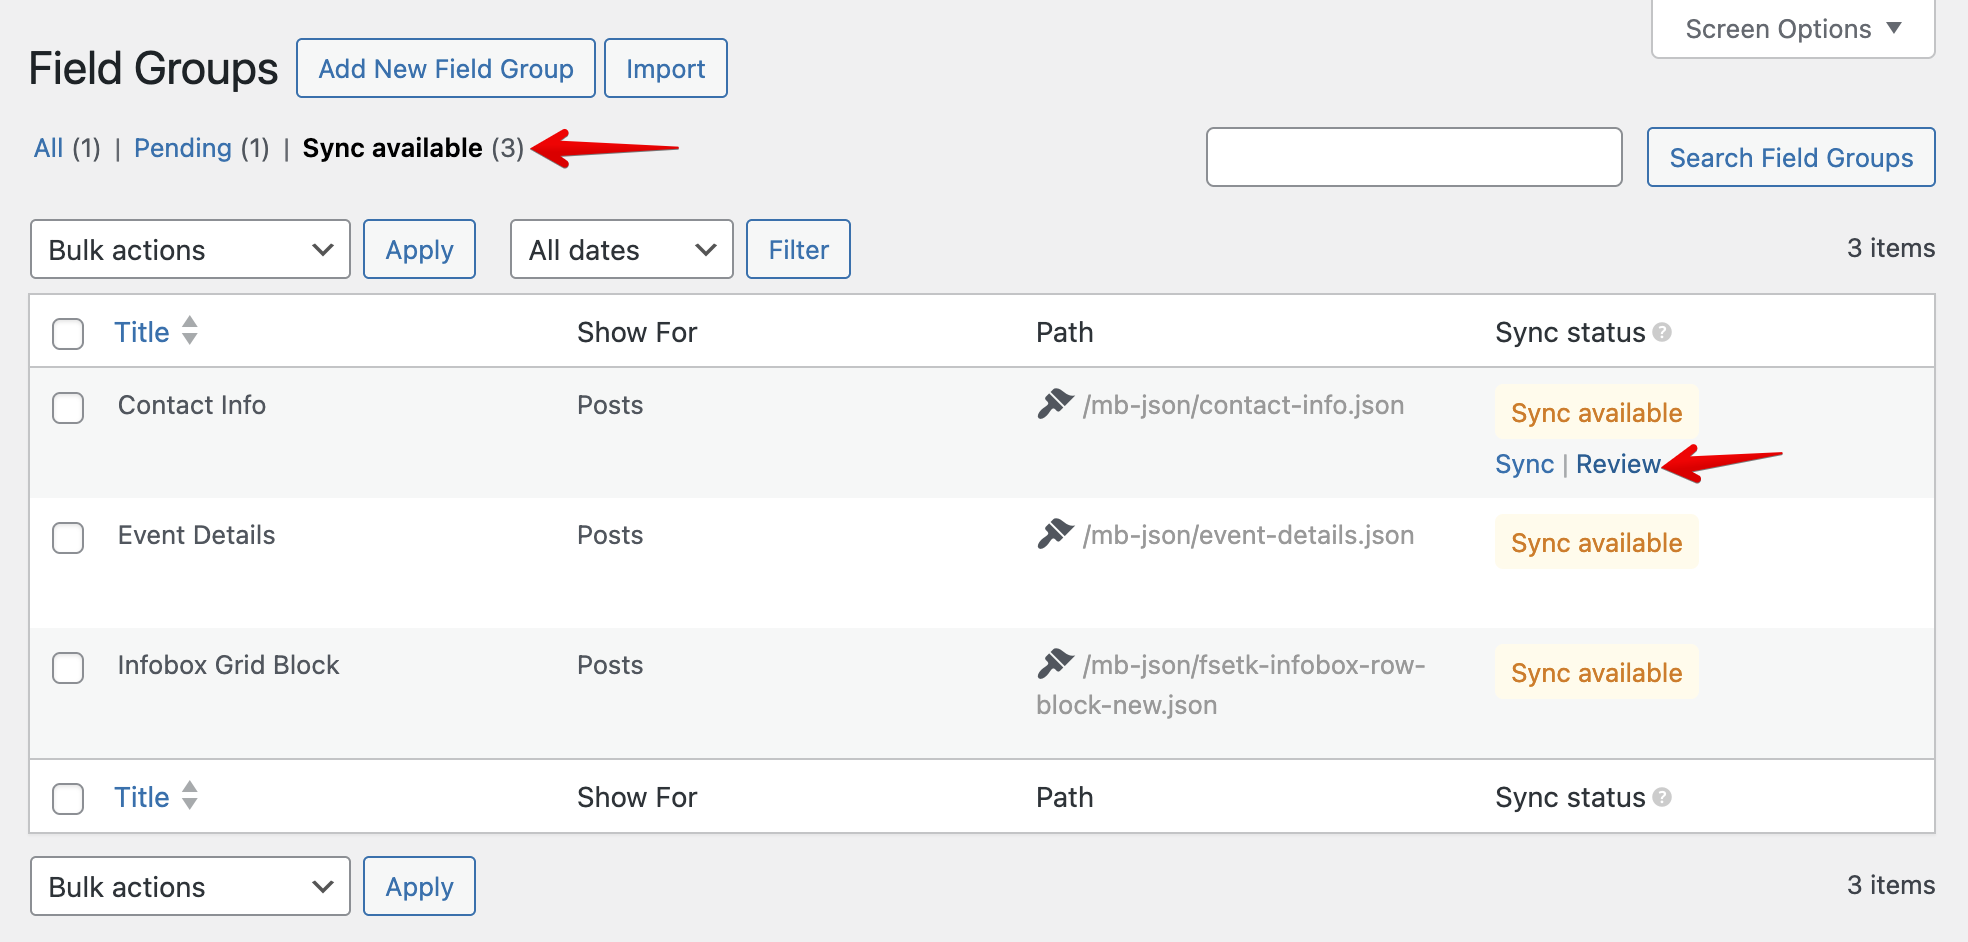 Screen Options
Field Groups Add New Field Group Import
All (1) | Pending (1) | Sync available (3)
Search Field Groups
Bulk actions Apply All dates Filter 3 items
Title Show For Path Sync status ?
Contact Info Posts /mb-json/contact-info.json Sync available
Sync | Review
Event Details Posts /mb-json/event-details.json Sync available
Infobox Grid Block Posts /mb-json/fsetk-infobox-row- Sync available
block-new.json
Title Show For Path Sync status ?
Bulk actions Apply 3 items